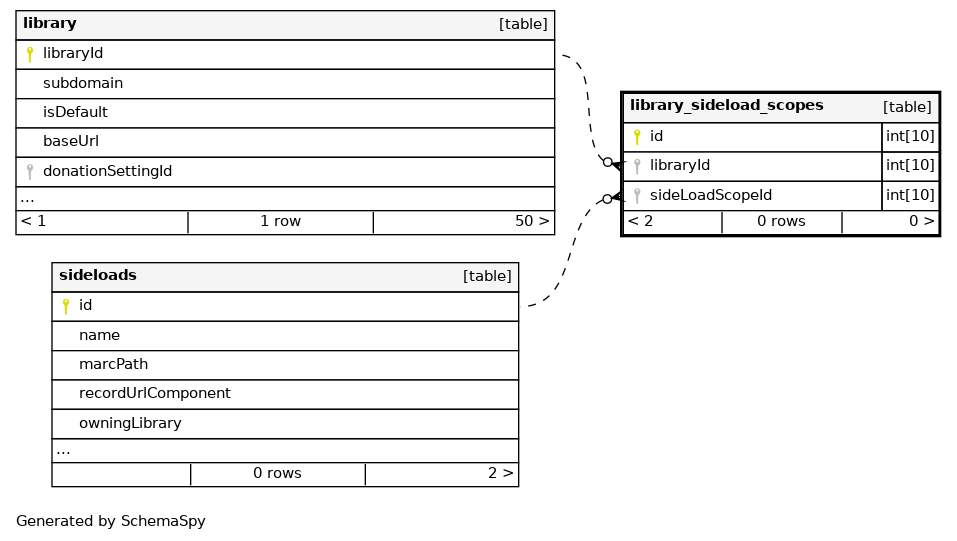 library [table]
libraryId
subdomain
isDefault
baseUrl
donationSettingId
...
< 1 1 row 50 >
library_sideload_scopes [table]
id int[10]
libraryId int[10]
sideLoadScopeId int[10]
< 2 0 rows 0 >
sideloads [table]
id
name
marcPath
recordUrlComponent
owningLibrary
...
0 rows 2 >
Generated by SchemaSpy